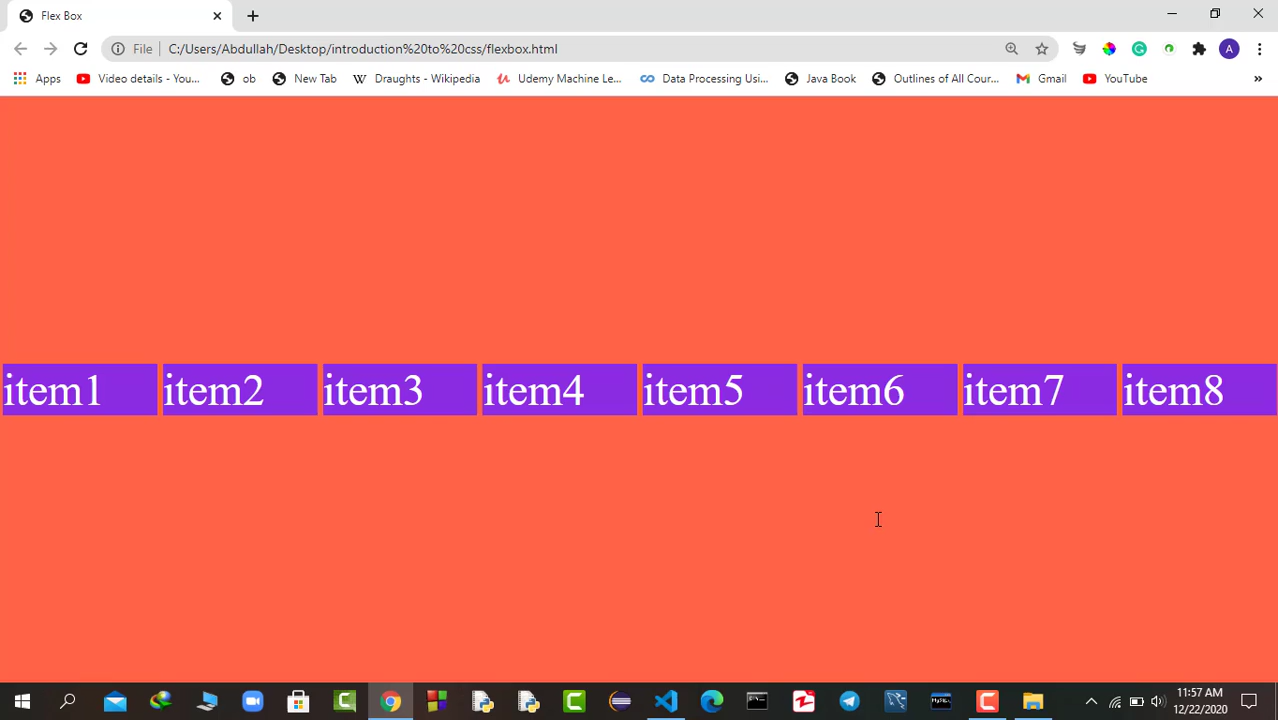 Flex Box
File C:/Users/Abdullah/Desktop/introduction%20to%20css/flexbox.html A
Apps Video details - You... ob New Tab Draughts - Wikipedia Udemy Machine Le... Data Processing Usi... Java Book Outlines of All Cour... Gmail YouTube »
item1 item2 item3 item4 item5 item6 item7 item8
11:57 AM
12/22/2020